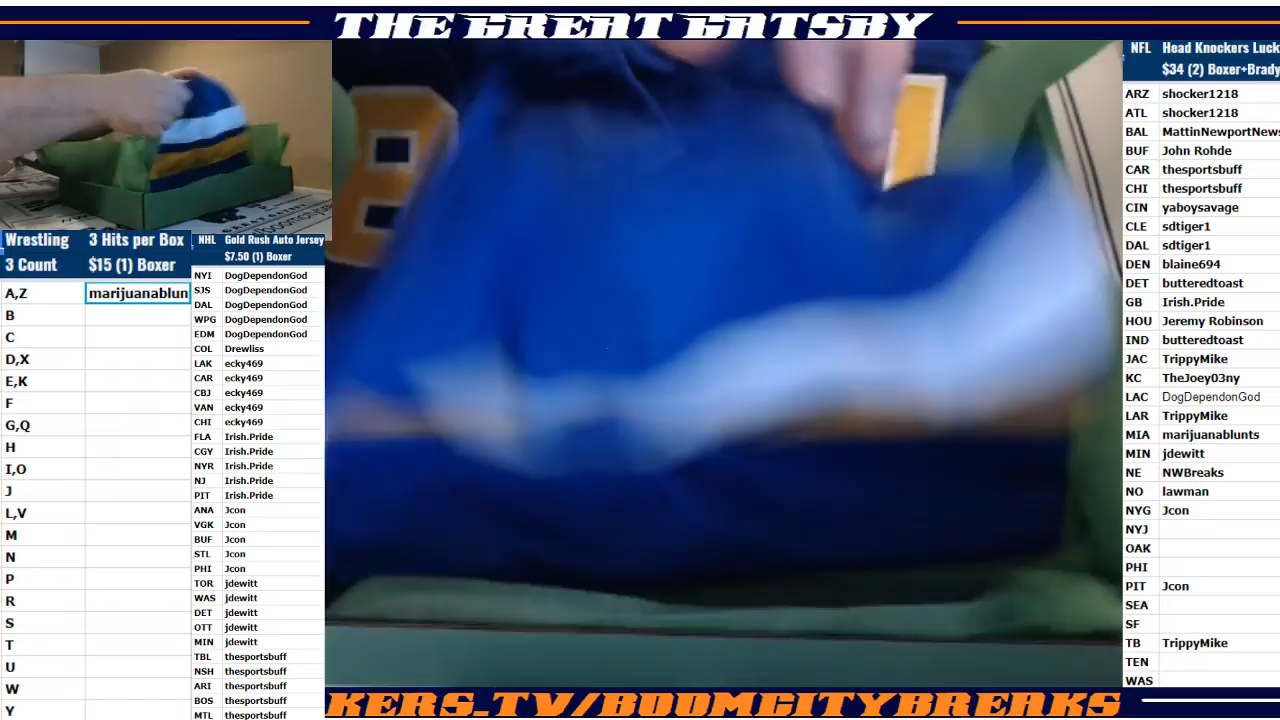 THE GREAT GATSBY
Wrestling 3 Hits per Box
3 Count $15 (1) Boxer
A,Z marijuanablun
B
C
D,X
E,K
F
G,Q
H
I,O
J
L,V
M
N
P
R
S
T
U
W
Y
NHL Gold Rush Auto Jersey
$7.50 (1) Boxer
NYI DogDependonGod
SJS DogDependonGod
DAL DogDependonGod
WPG DogDependonGod
EDM DogDependonGod
COL Drewliss
LAK ecky469
CAR ecky469
CBJ ecky469
VAN ecky469
CHI ecky469
FLA Irish.Pride
CGY Irish.Pride
NYR Irish.Pride
NJ Irish.Pride
PIT Irish.Pride
ANA Jcon
VGK Jcon
BUF Jcon
STL Jcon
PHI Jcon
TOR jdewitt
WAS jdewitt
DET jdewitt
OTT jdewitt
MIN jdewitt
TBL thesportsbuff
NSH thesportsbuff
ARI thesportsbuff
BOS thesportsbuff
MTL thesportsbuff
NFL Head Knockers Luck
$34 (2) Boxer+Brady
ARZ shocker1218
ATL shocker1218
BAL MattinNewportNews
BUF John Rohde
CAR thesportsbuff
CHI thesportsbuff
CIN yaboysavage
CLE sdtiger1
DAL sdtiger1
DEN blaine694
DET butteredtoast
GB Irish.Pride
HOU Jeremy Robinson
IND butteredtoast
JAC TrippyMike
KC TheJoey03ny
LAC DogDependonGod
LAR TrippyMike
MIA marijuanablunts
MIN jdewitt
NE NWBreaks
NO lawman
NYG Jcon
NYJ
OAK
PHI
PIT Jcon
SEA
SF
TB TrippyMike
TEN
WAS
KERS.TV/BOOMCITYBREAKS